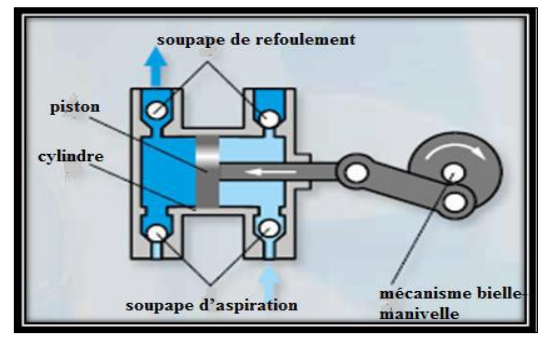 soupape de refoulement
piston
cylindre
soupape d'aspiration
mécanisme bielle-
manivelle